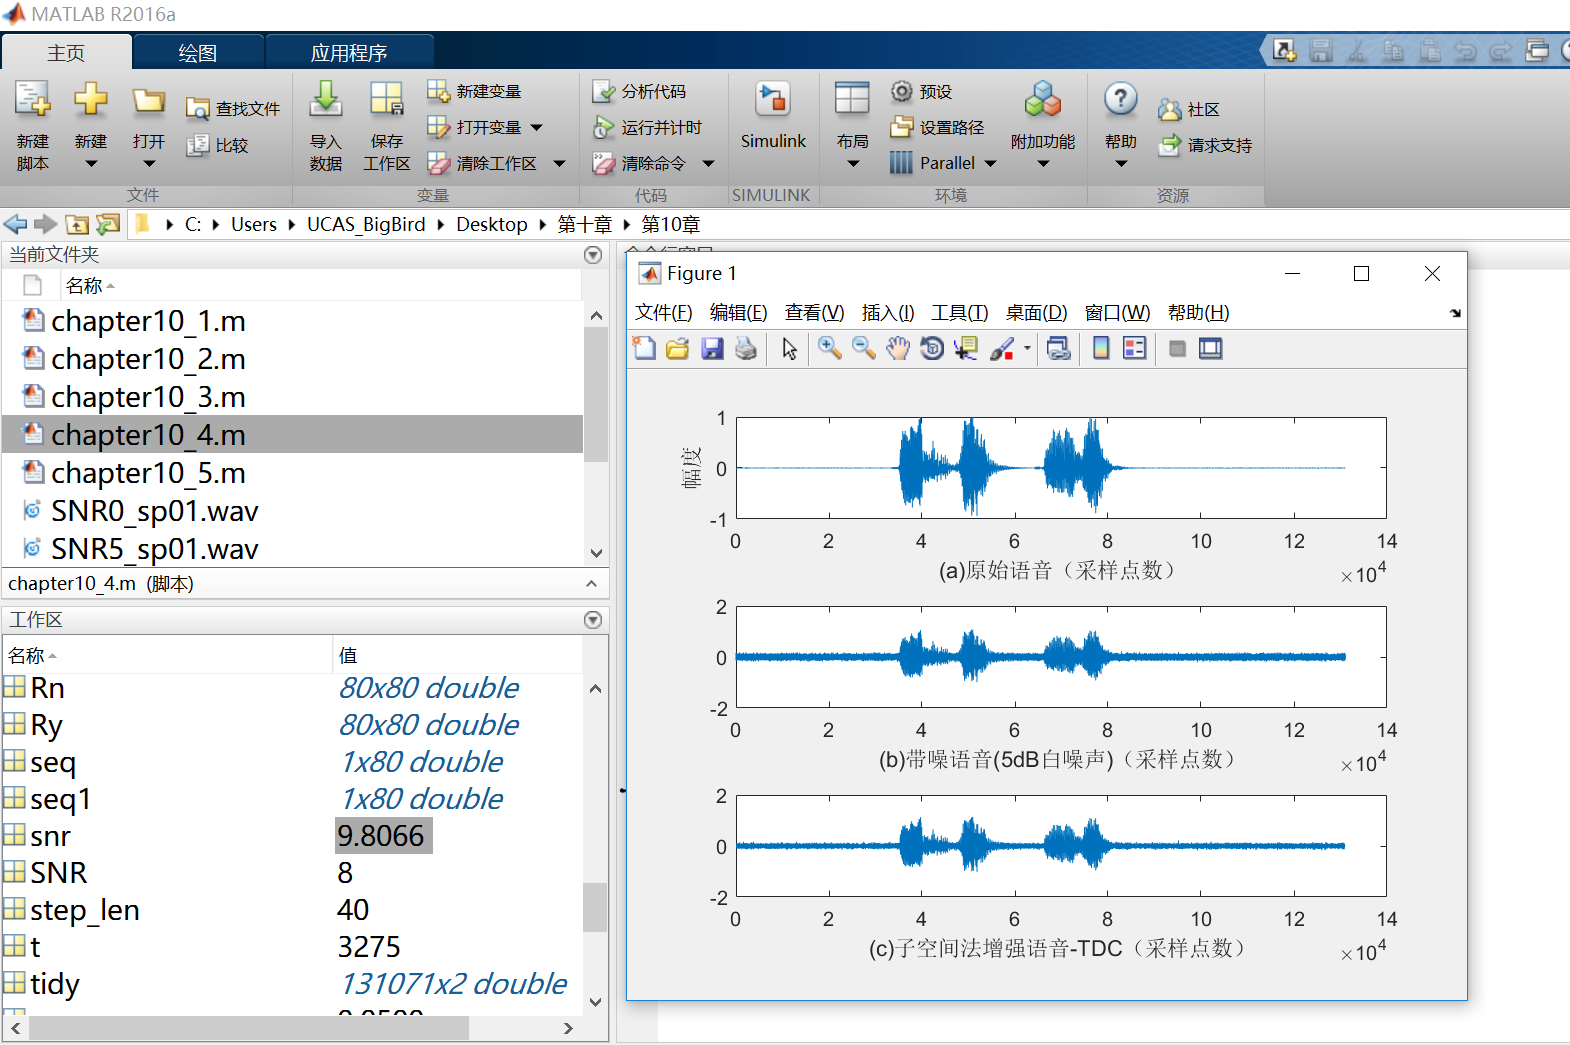 MATLAB R2016a
主页 绘图 应用程序
新建脚本 新建 打开 查找文件 比较
导入数据 保存工作区 新建变量 打开变量 清除工作区
分析代码 运行并计时 清除命令
Simulink
布局 预设 设置路径 Parallel 附加功能
帮助 社区 请求支持
文件 变量 代码 SIMULINK 环境 资源
C: Users UCAS_BigBird Desktop 第十章 第10章
当前文件夹
名称
chapter10_1.m
chapter10_2.m
chapter10_3.m
chapter10_4.m
chapter10_5.m
SNR0_sp01.wav
SNR5_sp01.wav
chapter10_4.m (脚本)
工作区
名称 值
Rn 80x80 double
Ry 80x80 double
seq 1x80 double
seq1 1x80 double
snr 9.8066
SNR 8
step_len 40
t 3275
tidy 131071x2 double
Figure 1
文件(F) 编辑(E) 查看(V) 插入(I) 工具(T) 桌面(D) 窗口(W) 帮助(H)
1
0
-1
幅度
0 2 4 6 8 10 12 14
(a)原始语音（采样点数）
×10⁴
2
0
-2
0 2 4 6 8 10 12 14
(b)带噪语音(5dB白噪声)（采样点数）
×10⁴
2
0
-2
0 2 4 6 8 10 12 14
(c)子空间法增强语音-TDC（采样点数）
×10⁴